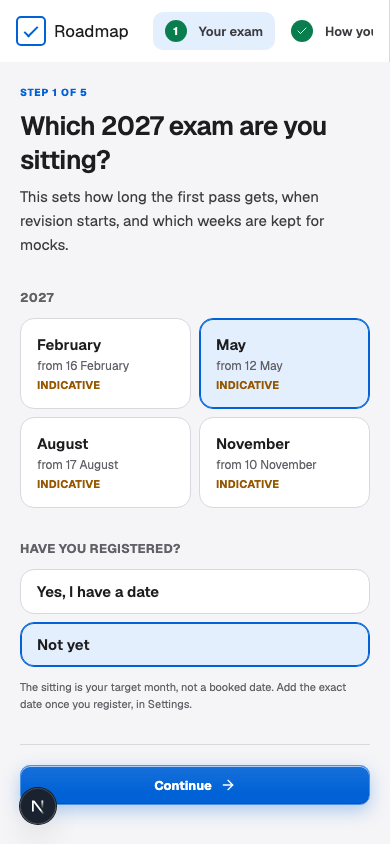 Roadmap
1 Your exam
How you
STEP 1 OF 5
Which 2027 exam are you
sitting?
This sets how long the first pass gets, when
revision starts, and which weeks are kept for
mocks.
2027
February
from 16 February
INDICATIVE
May
from 12 May
INDICATIVE
August
from 17 August
INDICATIVE
November
from 10 November
INDICATIVE
HAVE YOU REGISTERED?
Yes, I have a date
Not yet
The sitting is your target month, not a booked date. Add the exact
date once you register, in Settings.
Continue
N